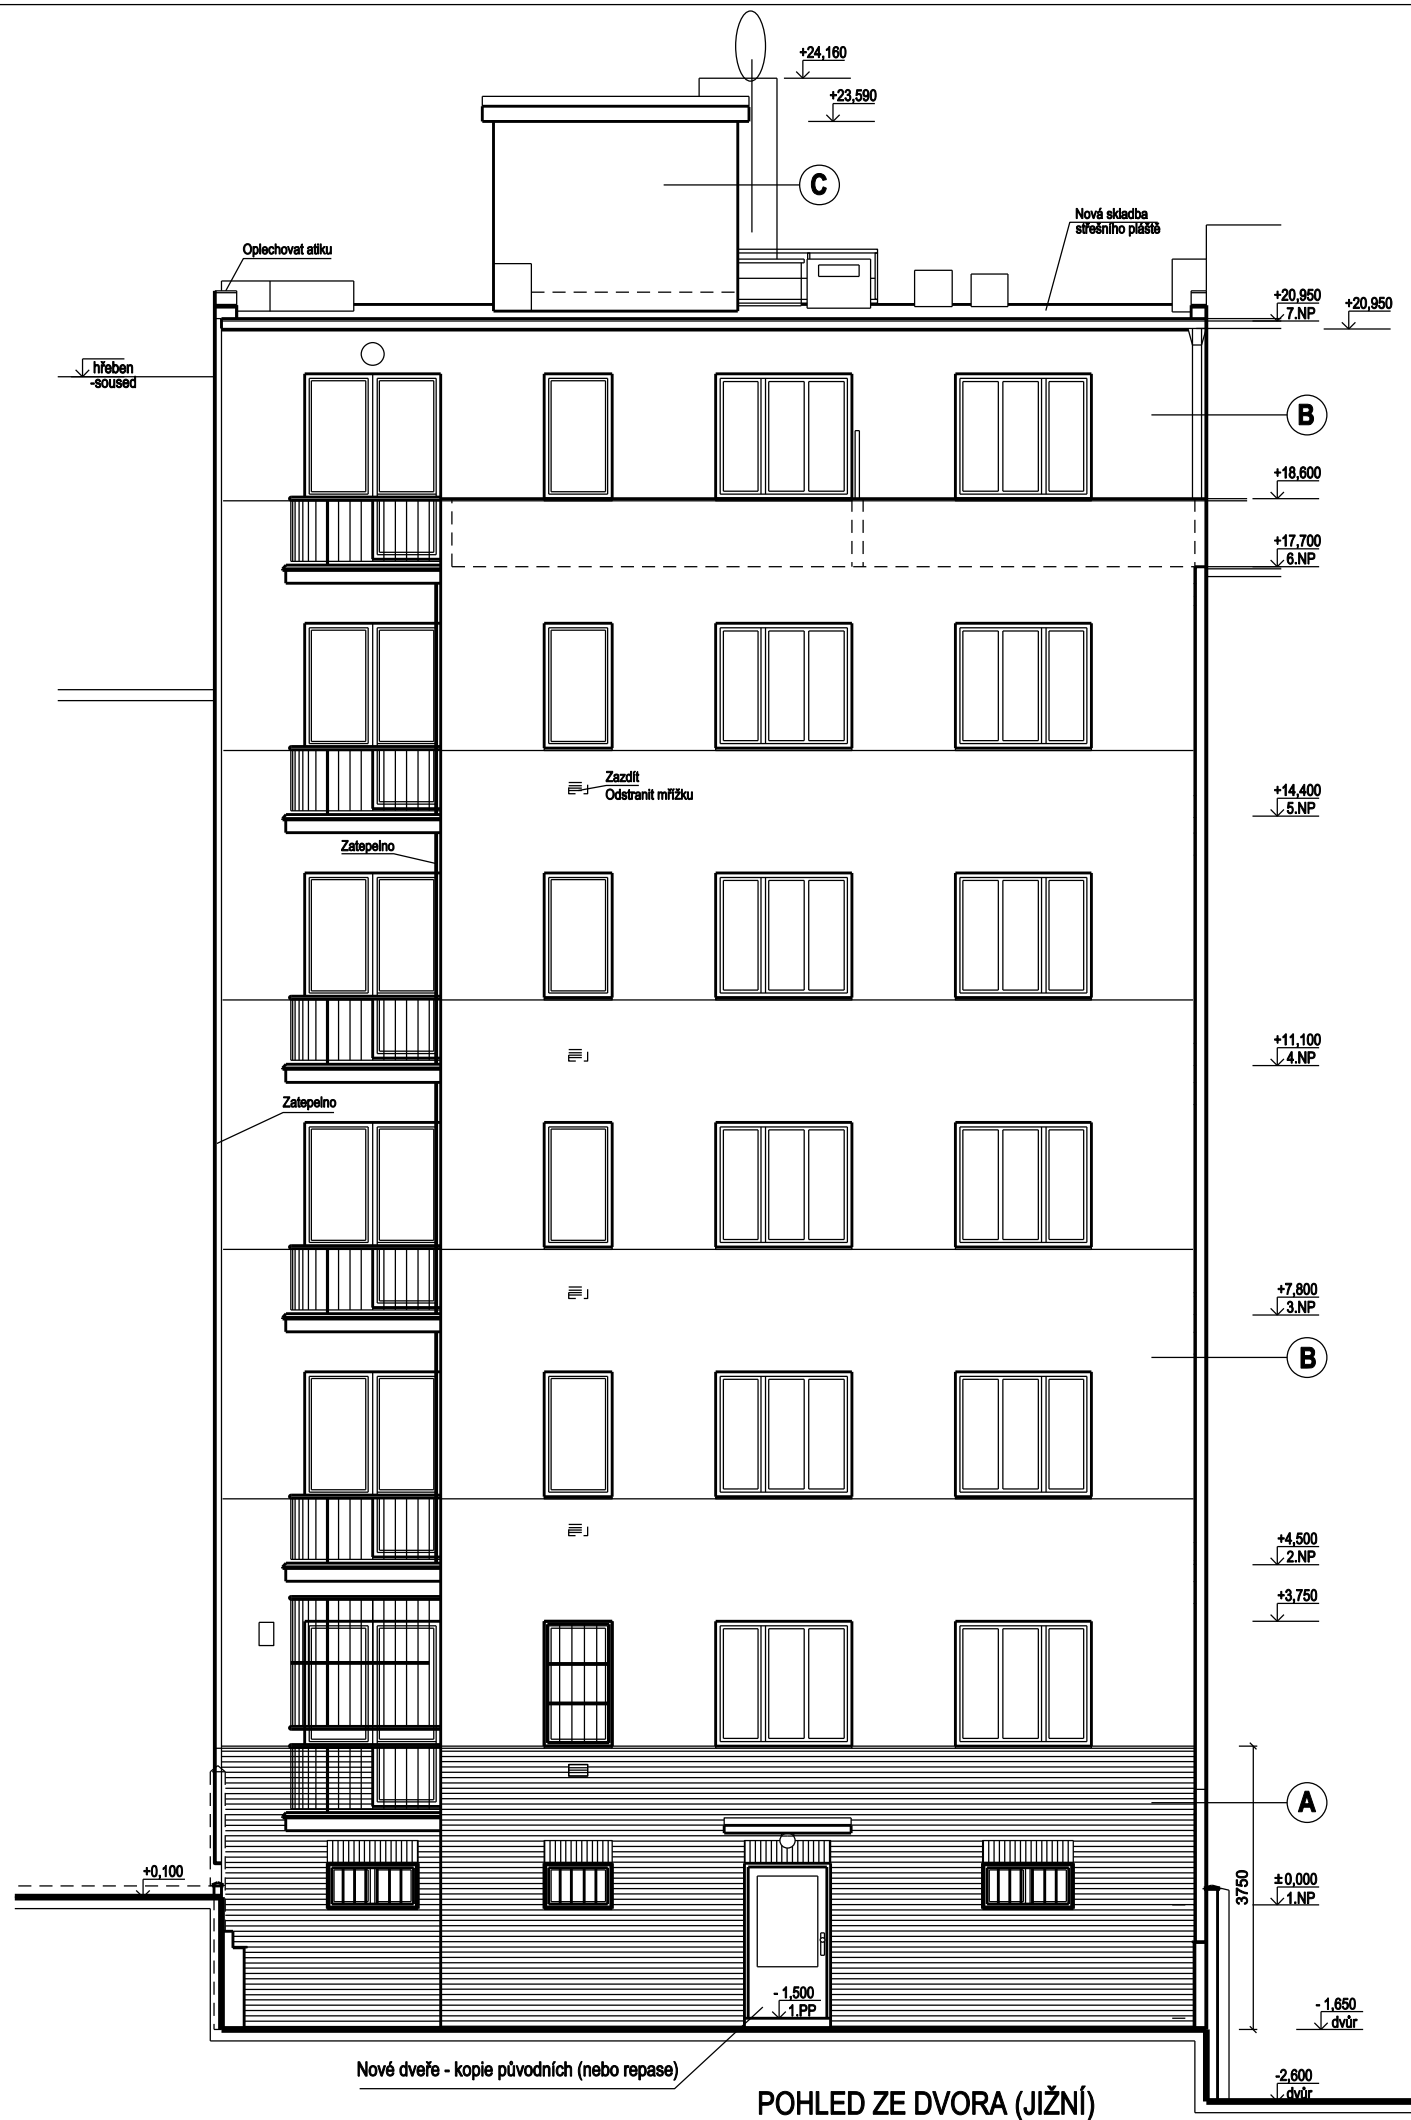 +24,160
+23,590
C
Nová skladba
střešního pláště
Oplechovat atiku
+20,950
7.NP
+20,950
hřeben
-soused
B
+18,600
+17,700
6.NP
Zazdít
Odstranit mřížku
+14,400
5.NP
Zatepelno
+11,100
4.NP
Zatepelno
+7,800
3.NP
B
+4,500
2.NP
+3,750
A
+0,100
3750
±0,000
1.NP
- 1,500
1.PP
- 1,650
dvůr
Nové dveře - kopie původních (nebo repase)
-2,600
dvůr
POHLED ZE DVORA (JIŽNÍ)